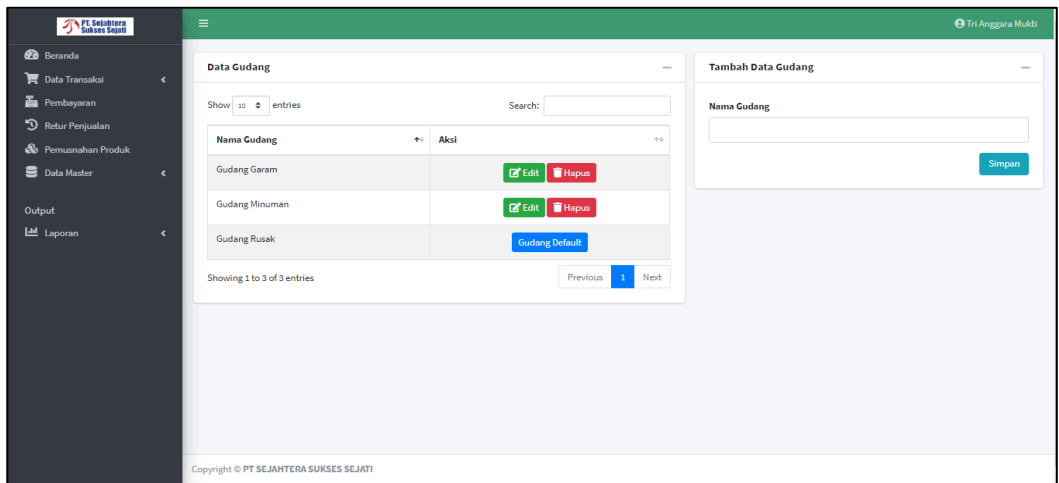 PT. Sejahtera
Sukses Sejati
Tri Anggara Mukti
Beranda
Data Transaksi
Pembayaran
Retur Penjualan
Pemusnahan Produk
Data Master
Output
Laporan
Data Gudang
Show 10 entries
Search:
Nama Gudang Aksi
Gudang Garam Edit Hapus
Gudang Minuman Edit Hapus
Gudang Rusak Gudang Default
Showing 1 to 3 of 3 entries
Previous 1 Next
Tambah Data Gudang
Nama Gudang
Simpan
Copyright © PT SEJAHTERA SUKSES SEJATI